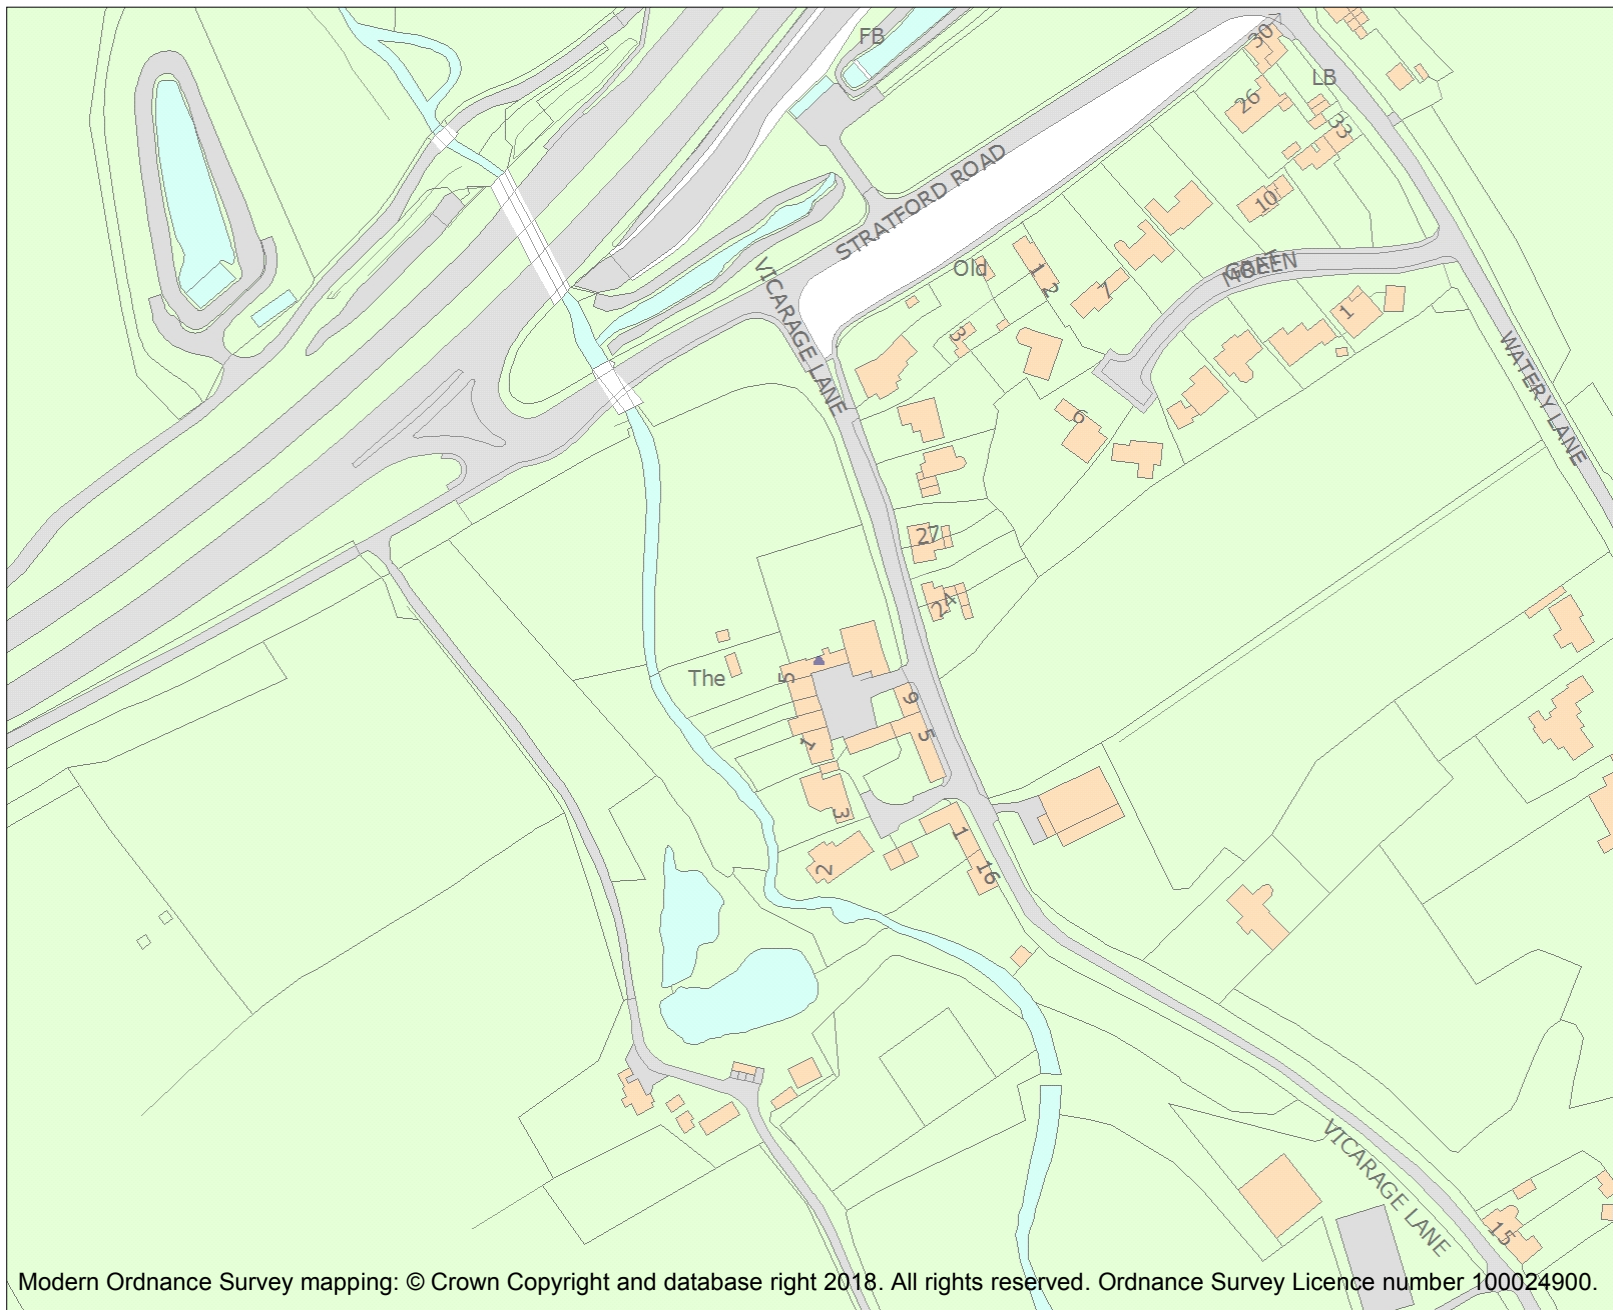 FB
30
LB
26
33
STRATFORD ROAD
10
VICARAGE LANE
Old
12
7
GREEN
1
3
WATERY LANE
6
27
24
The
5
9
5
1
3
1
2
16
VICARAGE LANE
15
Modern Ordnance Survey mapping: © Crown Copyright and database right 2018. All rights reserved. Ordnance Survey Licence number 100024900.